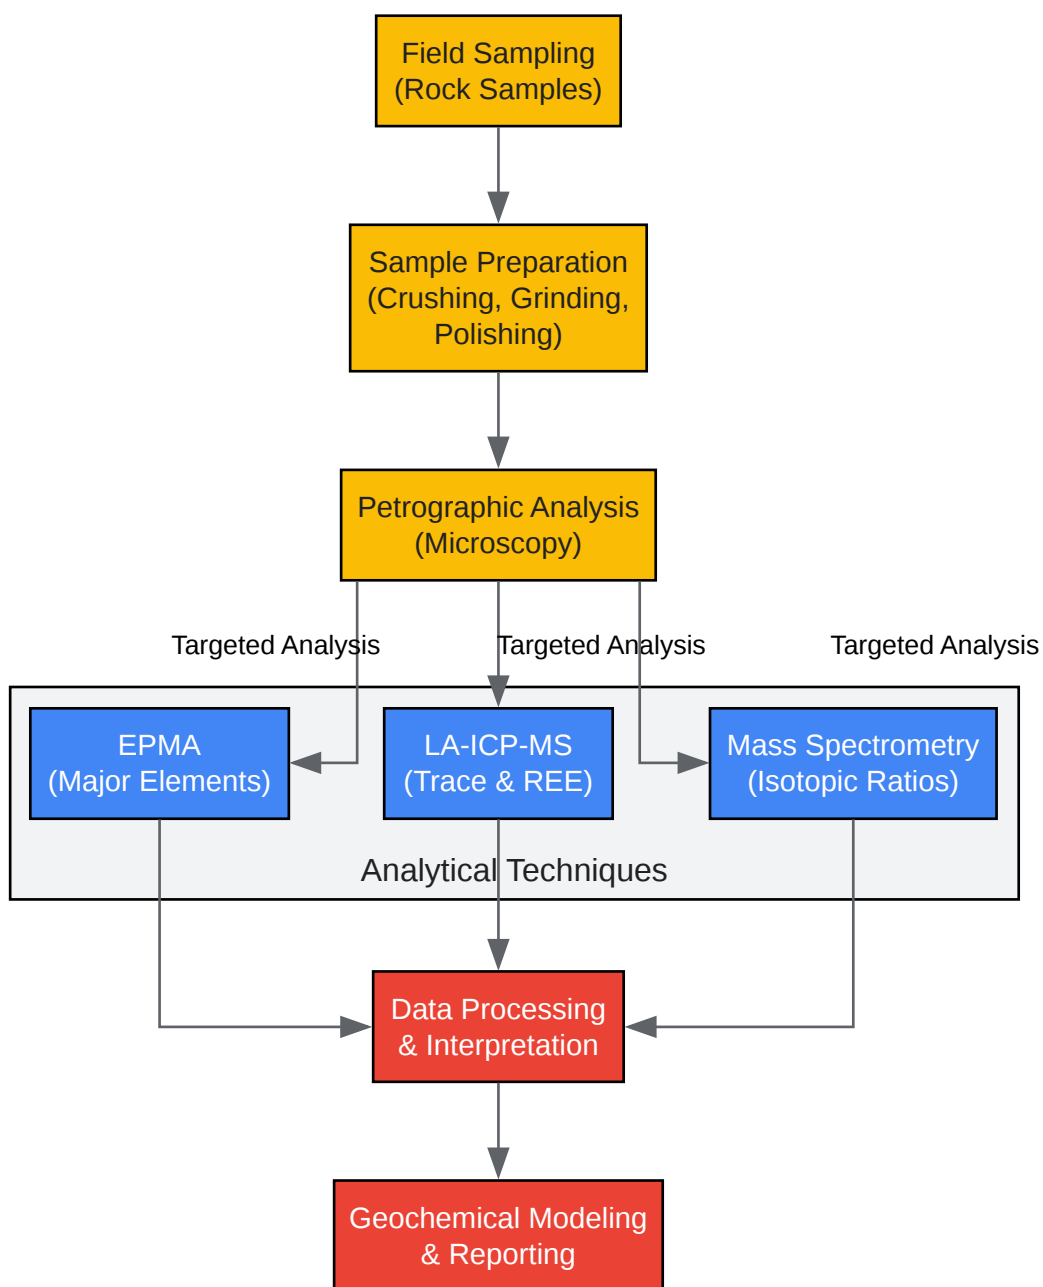 Field Sampling
(Rock Samples)
Sample Preparation
(Crushing, Grinding,
Polishing)
Petrographic Analysis
(Microscopy)
Targeted Analysis
Targeted Analysis
Targeted Analysis
EPMA
(Major Elements)
LA-ICP-MS
(Trace & REE)
Mass Spectrometry
(Isotopic Ratios)
Analytical Techniques
Data Processing
& Interpretation
Geochemical Modeling
& Reporting